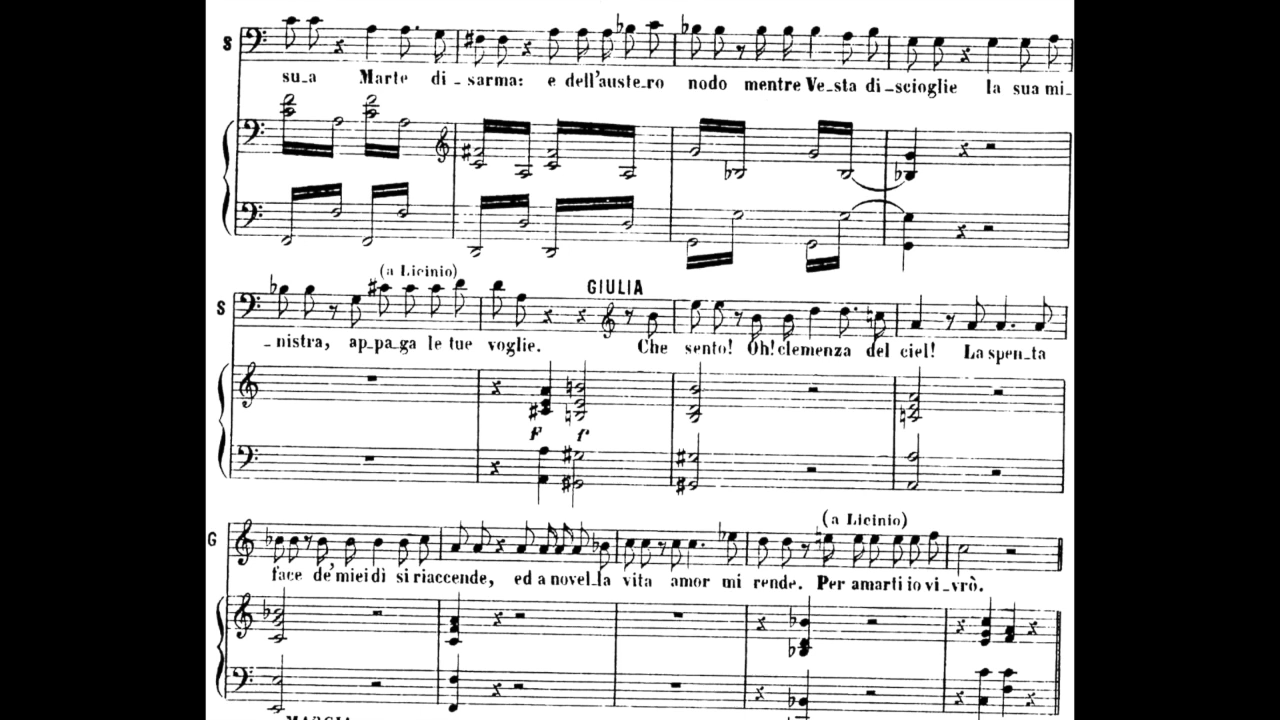 S
su_a Marte di_sarma: e dell'auste_ro nodo mentre Ve_sta di_scioglie la sua mi_
(a Licinio)
GIULIA
S
_nistra, ap_pa_ga le tue voglie. Che sento! Oh! clemenza del ciel! La spen_ta
F f
(a Licinio)
G
face de' miei dì si riaccende, ed a novel_la vita amor mi rende. Per amarti io vi_vrò.